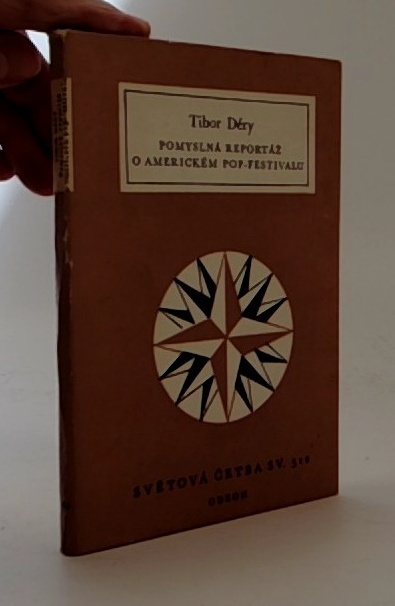 Tibor Déry
POMYSLNÁ REPORTÁŽ
O AMERICKÉM POP-FESTIVALU
SVĚTOVÁ ČETBA SV.
ODEON